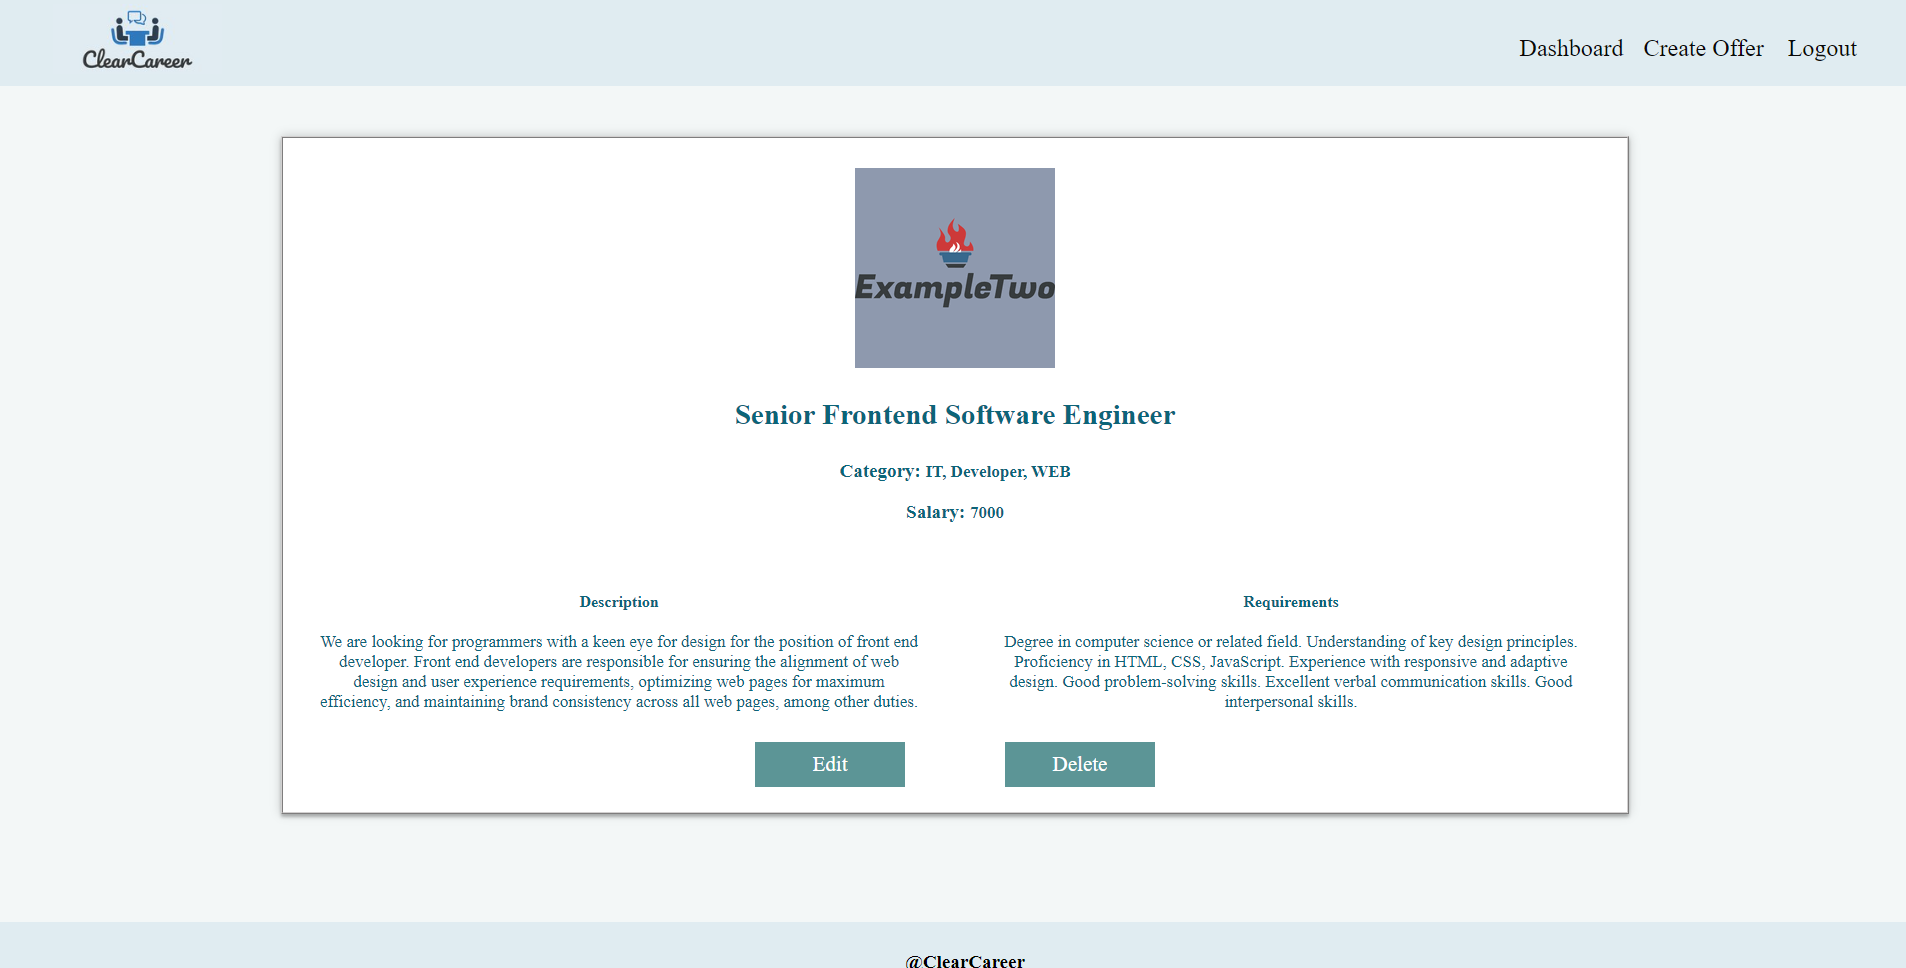 ClearCareer
Dashboard Create Offer Logout
ExampleTwo
Senior Frontend Software Engineer
Category: IT, Developer, WEB
Salary: 7000
Description
We are looking for programmers with a keen eye for design for the position of front end
developer. Front end developers are responsible for ensuring the alignment of web
design and user experience requirements, optimizing web pages for maximum
efficiency, and maintaining brand consistency across all web pages, among other duties.
Requirements
Degree in computer science or related field. Understanding of key design principles.
Proficiency in HTML, CSS, JavaScript. Experience with responsive and adaptive
design. Good problem-solving skills. Excellent verbal communication skills. Good
interpersonal skills.
Edit
Delete
@ClearCareer